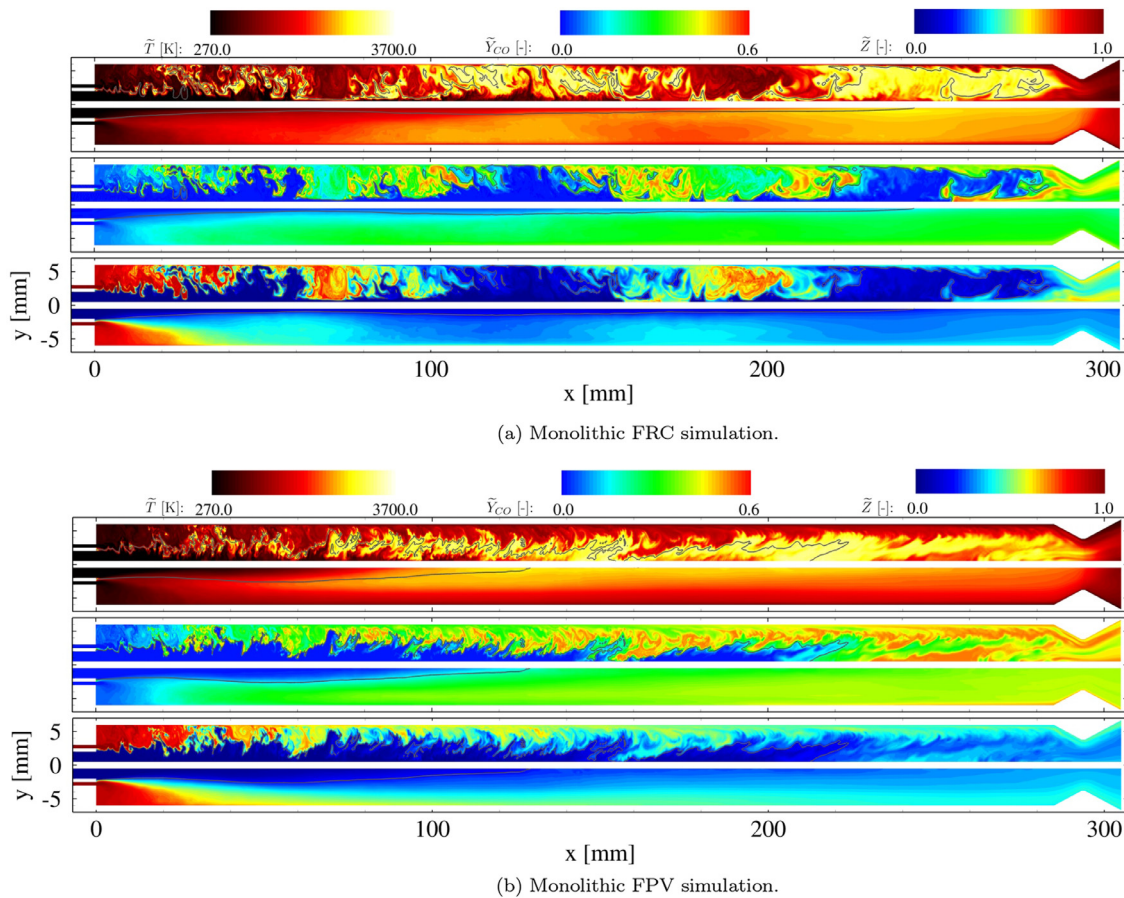 T̃ [K]: 270.0 3700.0 Ỹ_CO [-]: 0.0 0.6 Z̃ [-]: 0.0 1.0
5
0
-5
y [mm]
0 100 200 300
x [mm]
(a) Monolithic FRC simulation.
T̃ [K]: 270.0 3700.0 Ỹ_CO [-]: 0.0 0.6 Z̃ [-]: 0.0 1.0
5
0
-5
y [mm]
0 100 200 300
x [mm]
(b) Monolithic FPV simulation.